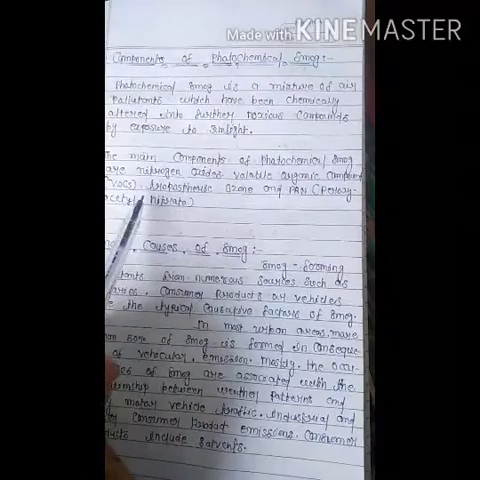 Made with KINEMASTER
Components of Photochemical Smog:-
Photochemical smog is a mixture of air
Pollutants which have been chemically
altered into further noxious compounds
by exposure to sunlight.
The main Components of Photochemical Smog
are nitrogen oxides volatile organic compound
(VOCs). troposphersic ozone and PAN (Peroxy-
acetyl Nitrate)
Causes of Smog:-
Smog-forming
from numerous sources such as
Consumer Products or vehicles
the typical Causative factors of Smog.
In most urban areas, more
of smog is formed in Conseque
of vehicular emission. Mostly, the occu-
of smog are associated with the
between weather patterns and
motor vehicle traffic. Industrial and
Consumer product emissions. Consumer
include Solvents.